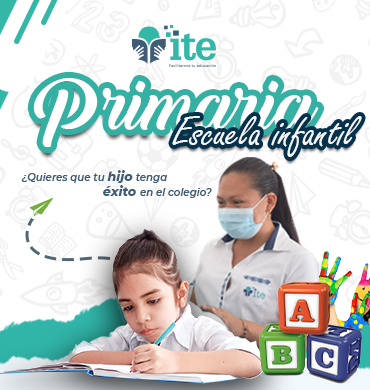 ite
Facilitamos tu educación
Primaria
Escuela infantil
¿Quieres que tu hijo tenga
éxito en el colegio?
ite
A
B
C